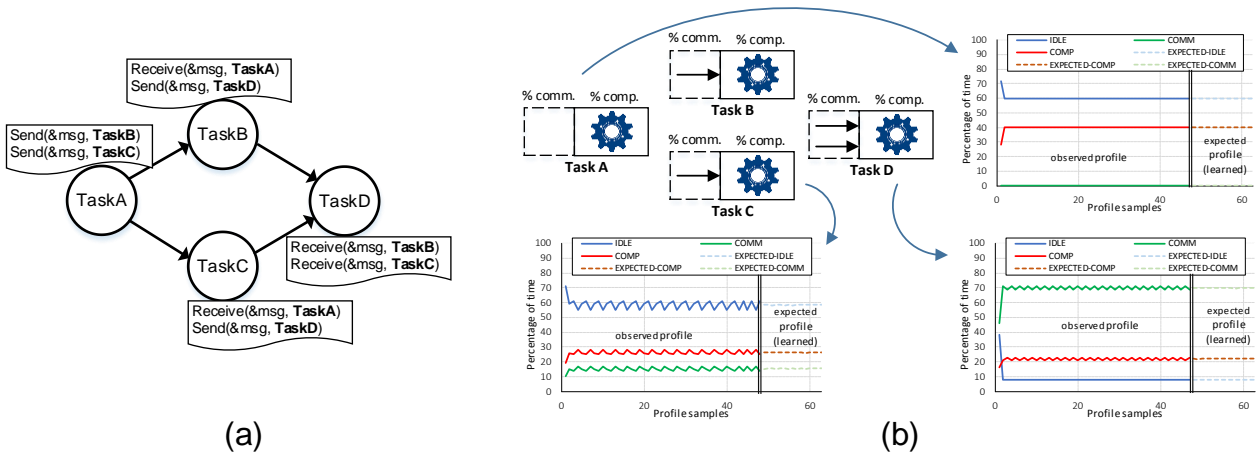 Receive(&msg, TaskA)
Send(&msg, TaskD)
TaskB
Send(&msg, TaskB)
Send(&msg, TaskC)
TaskA
TaskD
TaskC
Receive(&msg, TaskB)
Receive(&msg, TaskC)
Receive(&msg, TaskA)
Send(&msg, TaskD)
(a)
% comm. % comp.
Task A
% comm. % comp.
Task B
Task C
% comm. % comp.
Task D
IDLE COMM
COMP EXPECTED-IDLE
EXPECTED-COMP EXPECTED-COMM
Percentage of time
100
90
80
70
60
50
40
30
20
10
0
observed profile
expected
profile
(learned)
0 20 40 60
Profile samples
IDLE COMM
COMP EXPECTED-IDLE
EXPECTED-COMP EXPECTED-COMM
Percentage of time
100
90
80
70
60
50
40
30
20
10
0
observed profile
expected
profile
(learned)
0 20 40 60
Profile samples
IDLE COMM
COMP EXPECTED-IDLE
EXPECTED-COMP EXPECTED-COMM
Percentage of time
100
90
80
70
60
50
40
30
20
10
0
observed profile
expected
profile
(learned)
0 20 40 60
Profile samples
(b)